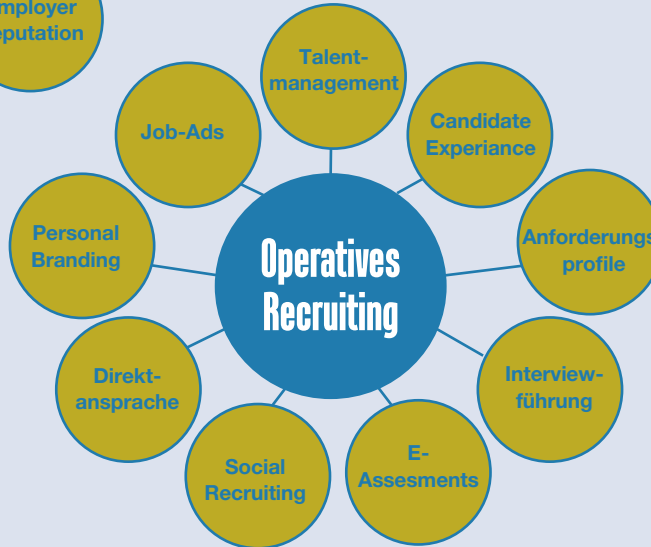 mployer
eputation
Talent-
management
Job-Ads
Candidate
Experiance
Personal
Branding
Operatives
Recruiting
Anforderungs
profile
Direkt-
ansprache
Interview-
führung
Social
Recruiting
E-
Assesments